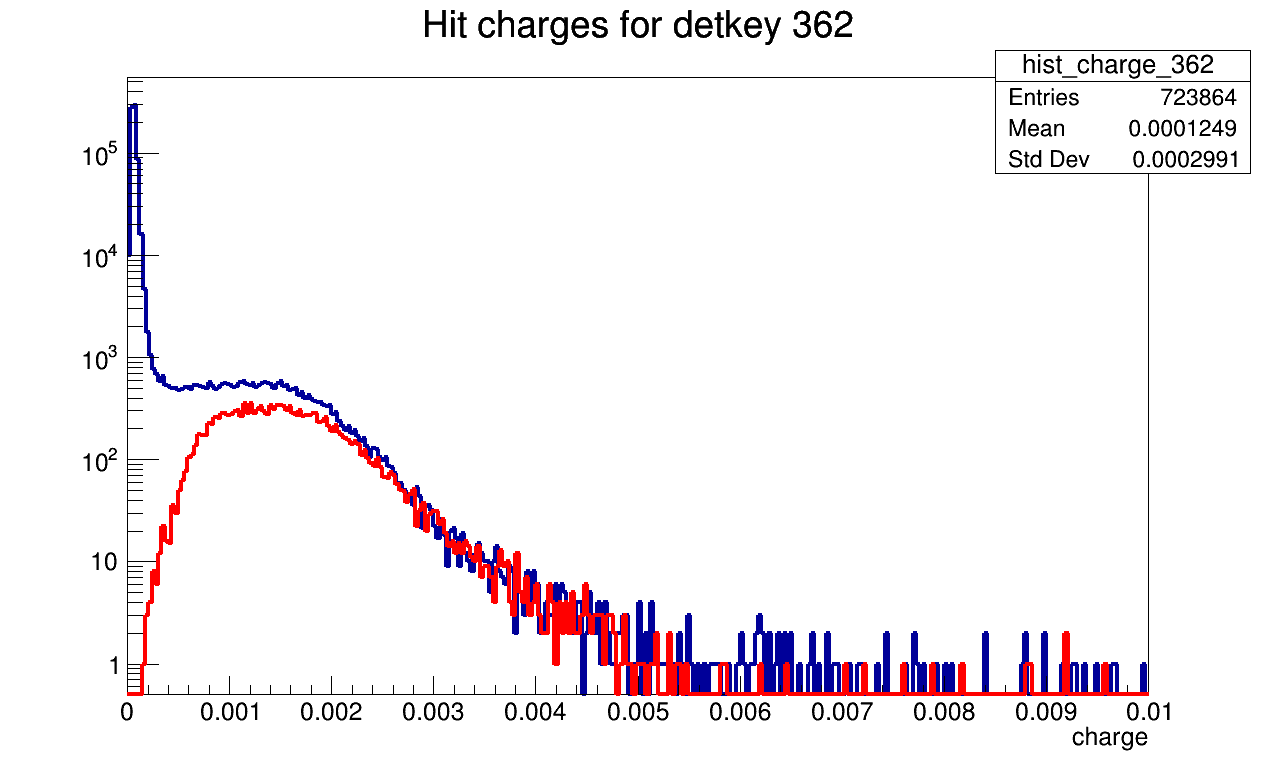 Hit charges for detkey 362
hist_charge_362
Entries 723864
Mean 0.0001249
Std Dev 0.0002991
10^5
10^4
10^3
10^2
10
1
0 0.001 0.002 0.003 0.004 0.005 0.006 0.007 0.008 0.009 0.01
charge